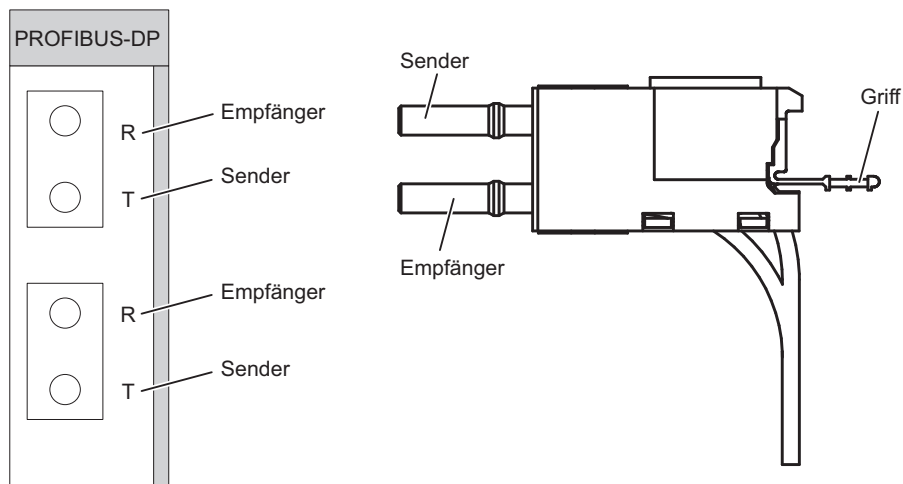 PROFIBUS-DP
R
Empfänger
T
Sender
R
Empfänger
T
Sender
Sender
Empfänger
Griff